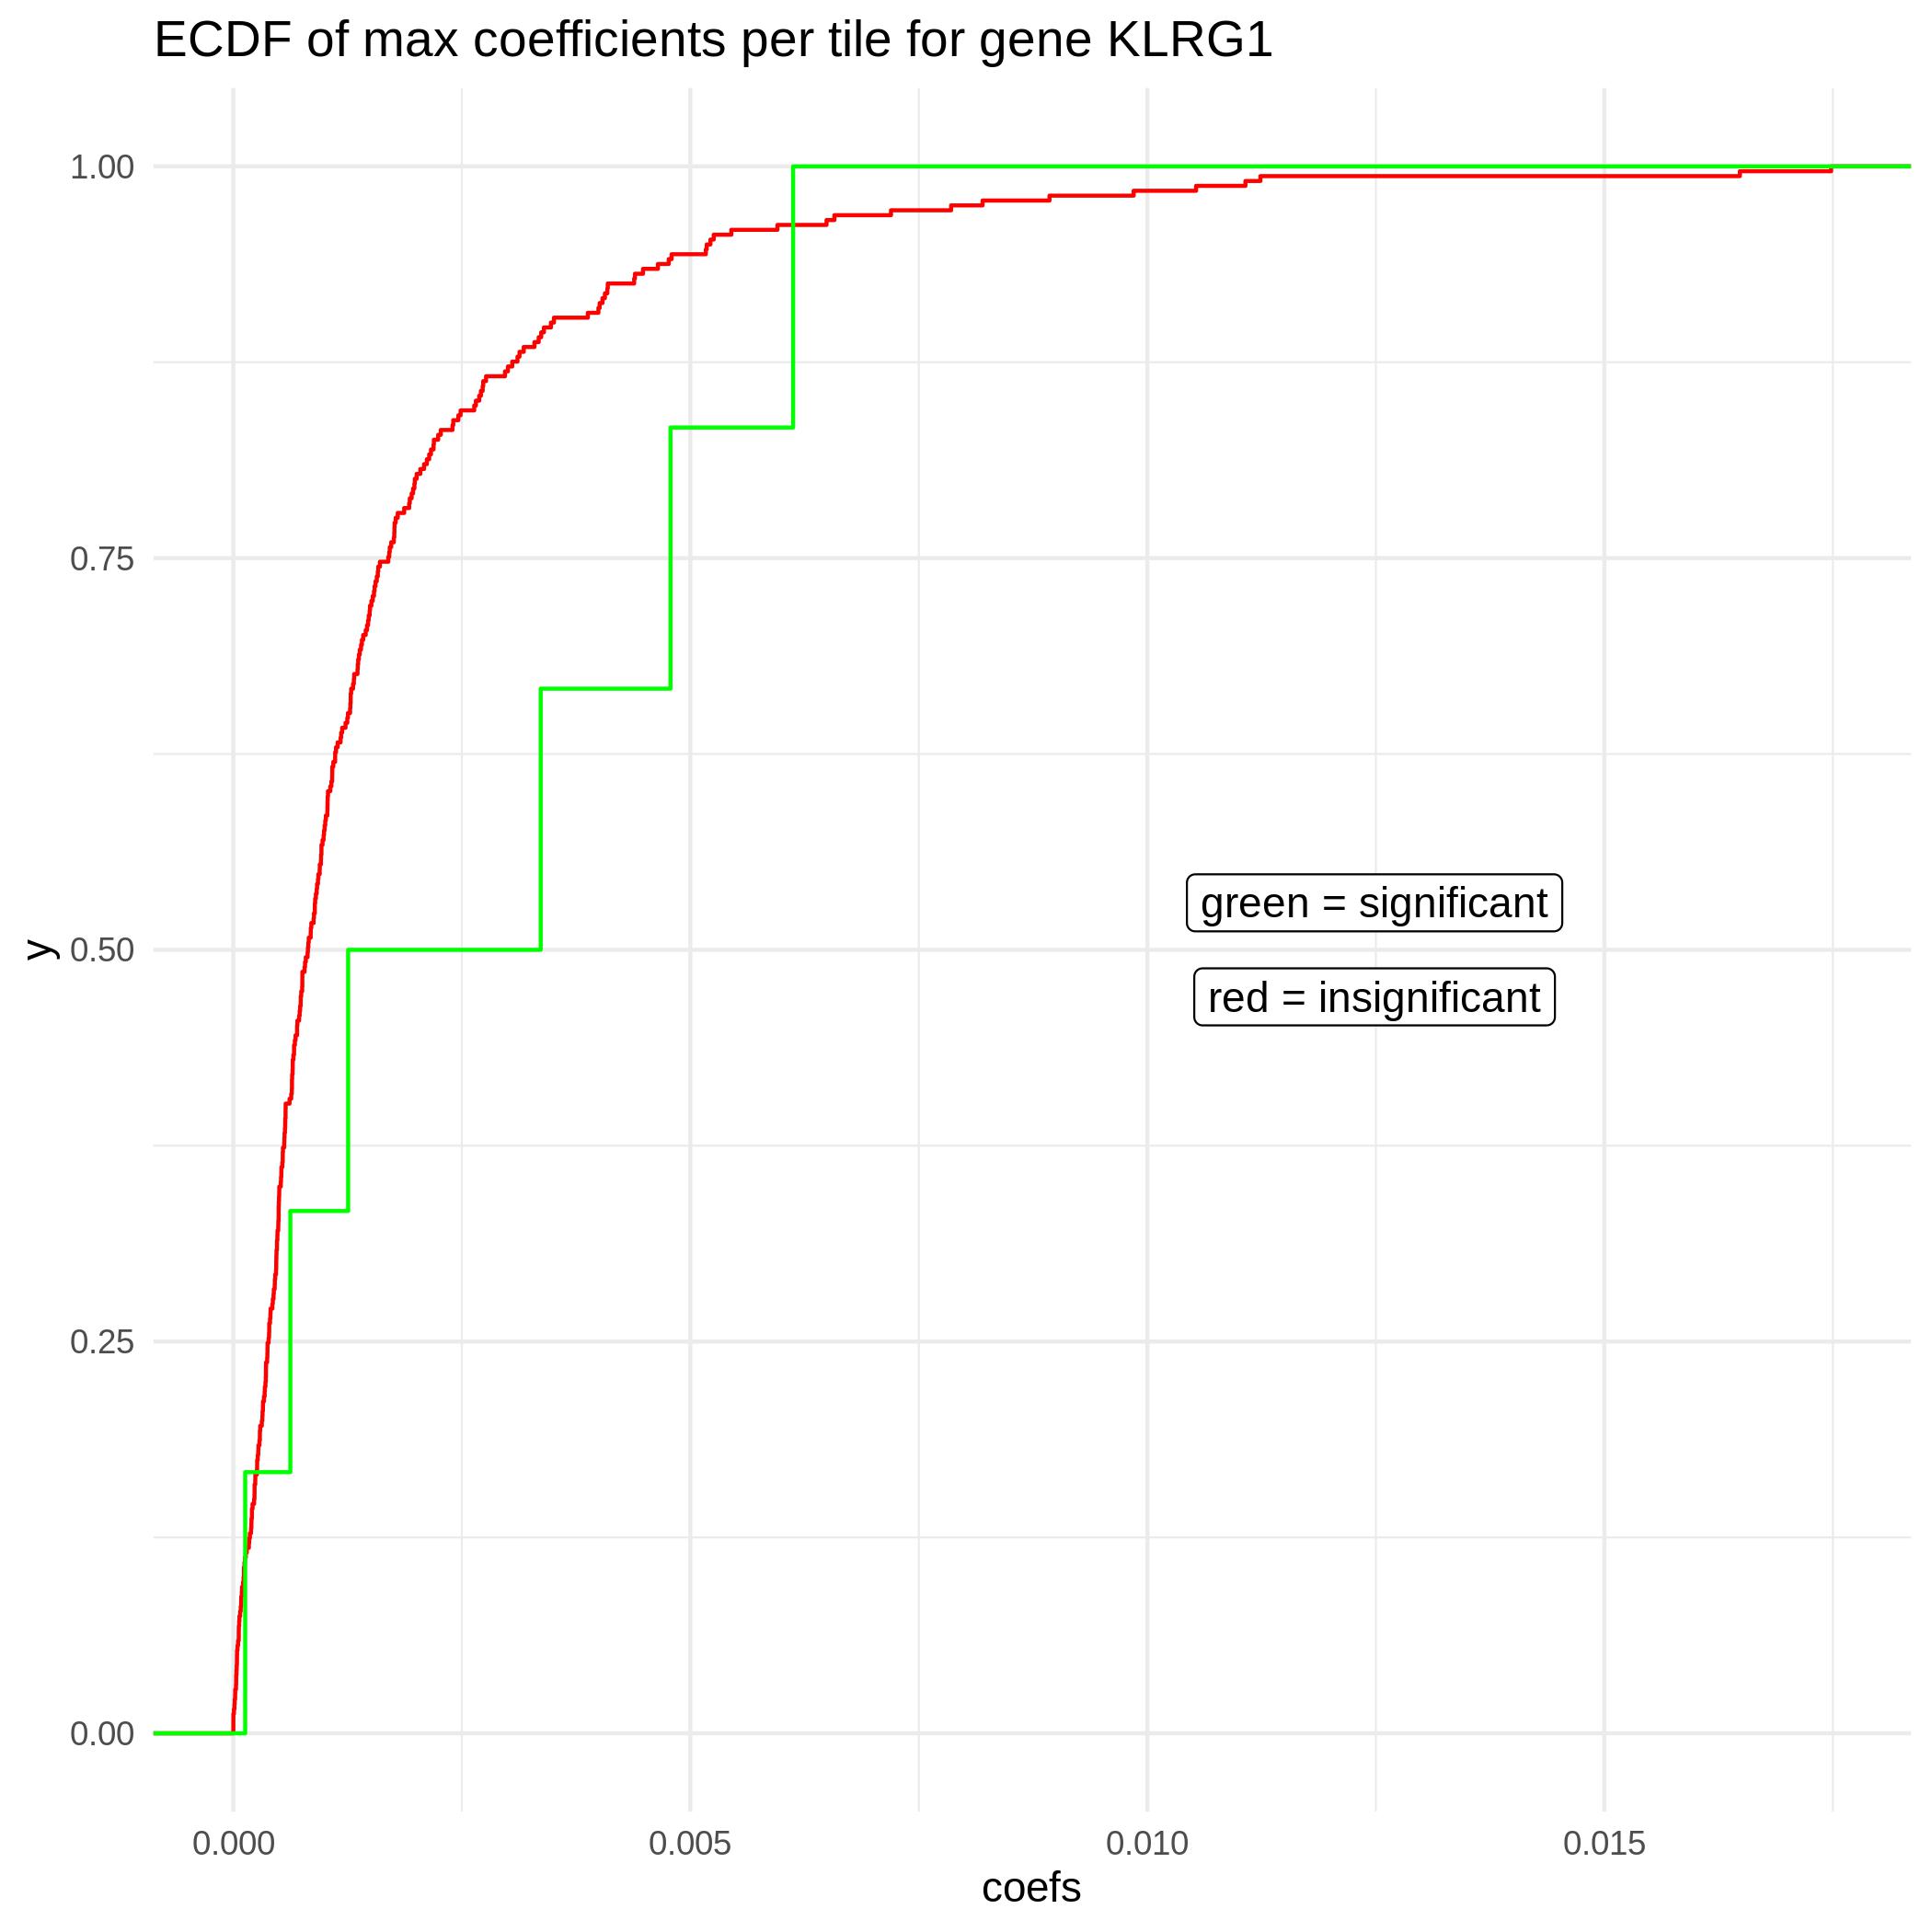 ECDF of max coefficients per tile for gene KLRG1
1.00
0.75
0.50
0.25
0.00
y
green = significant
red = insignificant
0.000 0.005 0.010 0.015
coefs